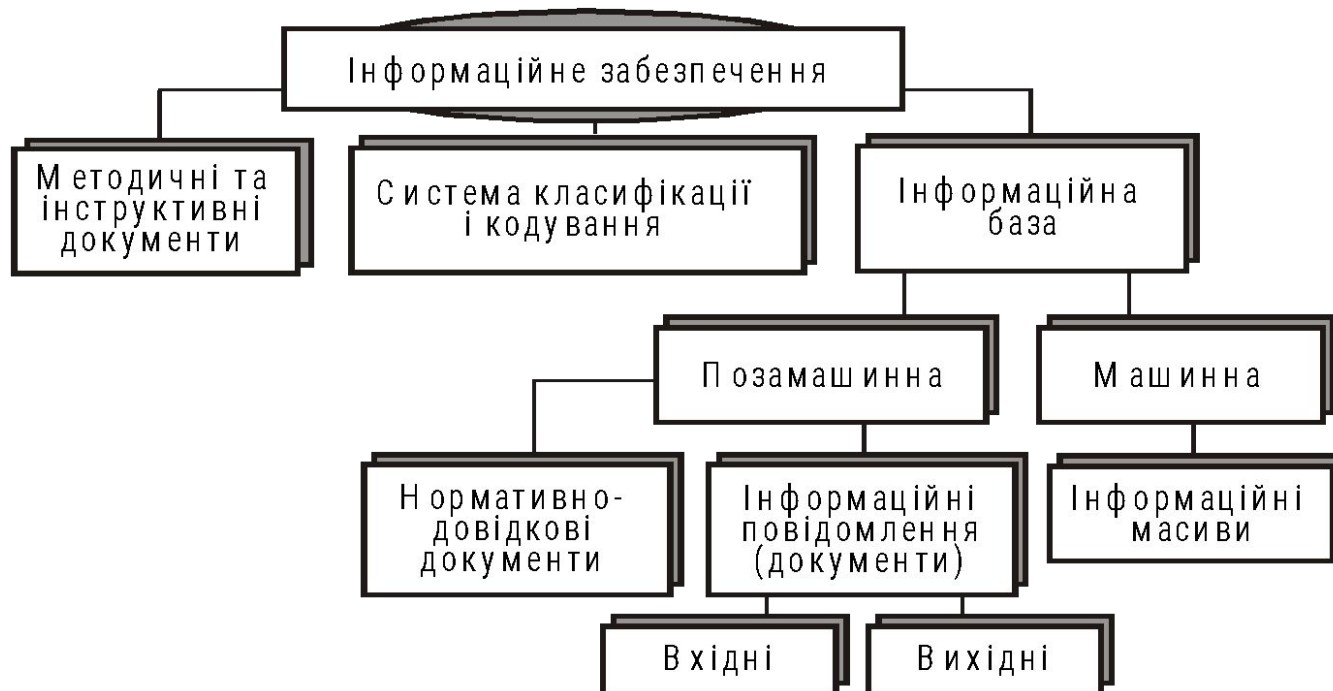 Інформаційне забезпечення
Методичні та
інструктивні
документи
Система класифікації
і кодування
Інформаційна
база
Позамашинна
Машинна
Нормативно-
довідкові
документи
Інформаційні
повідомлення
(документи)
Інформаційні
масиви
Вхідні
Вихідні